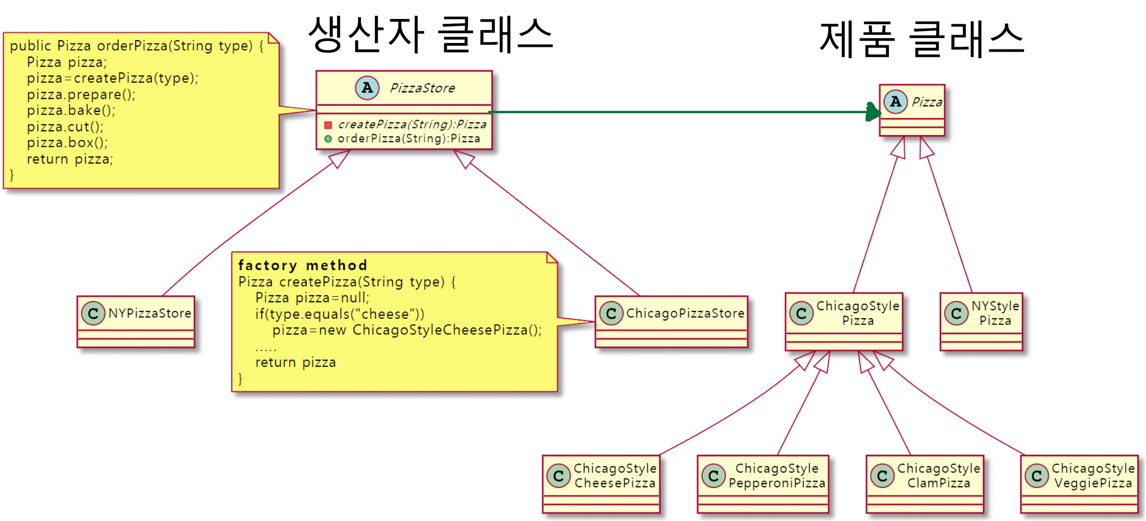 생산자 클래스
제품 클래스
public Pizza orderPizza(String type) {
Pizza pizza;
pizza=createPizza(type);
pizza.prepare();
pizza.bake();
pizza.cut();
pizza.box();
return pizza;
}
A PizzaStore
createPizza(String):Pizza
orderPizza(String):Pizza
A Pizza
factory method
Pizza createPizza(String type) {
Pizza pizza=null;
if(type.equals("cheese"))
pizza=new ChicagoStyleCheesePizza();
.....
return pizza
}
C NYPizzaStore
C ChicagoPizzaStore
C ChicagoStyle
Pizza
C NYStyle
Pizza
C ChicagoStyle
CheesePizza
C ChicagoStyle
PepperoniPizza
C ChicagoStyle
ClamPizza
C ChicagoStyle
VeggiePizza